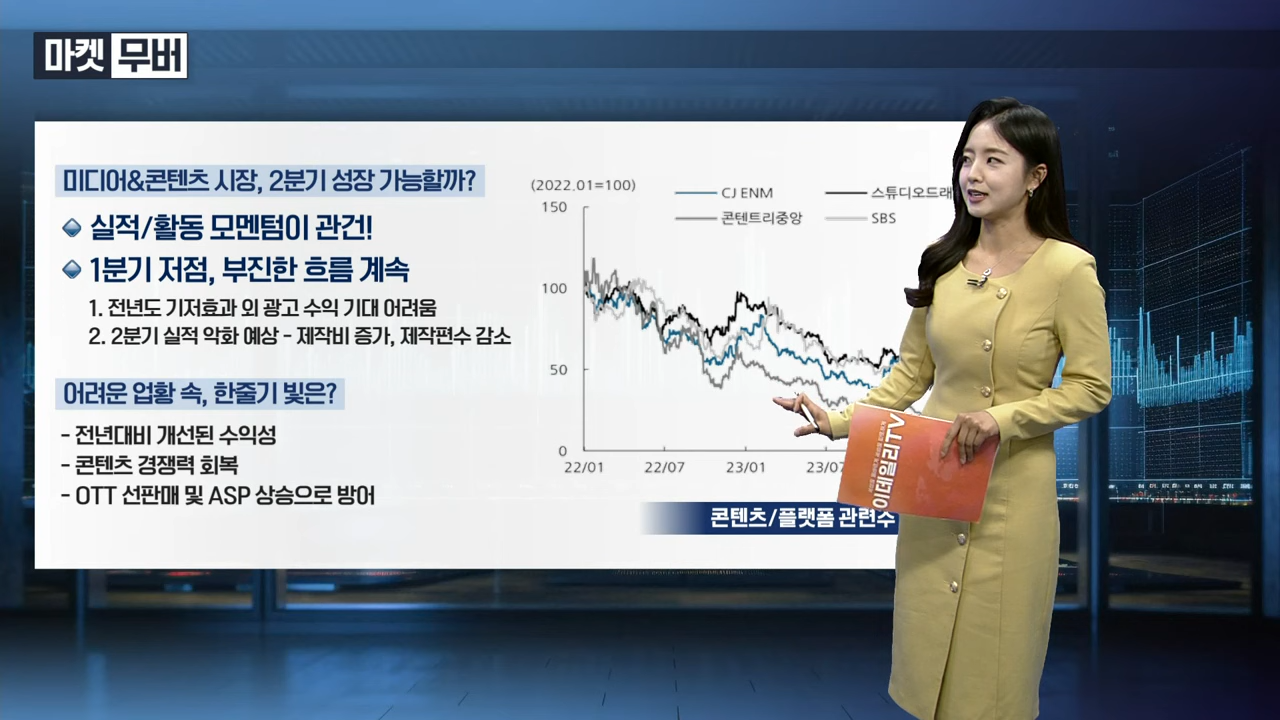 마켓무버
미디어&콘텐츠 시장, 2분기 성장 가능할까?
실적/활동 모멘텀이 관건!
1분기 저점, 부진한 흐름 계속
1. 전년도 기저효과 외 광고 수익 기대 어려움
2. 2분기 실적 악화 예상 - 제작비 증가, 제작편수 감소
어려운 업황 속, 한줄기 빛은?
- 전년대비 개선된 수익성
- 콘텐츠 경쟁력 회복
- OTT 선판매 및 ASP 상승으로 방어
(2022.01=100)
CJ ENM
스튜디오드래
콘텐트리중앙
SBS
150
100
50
0
22/01
22/07
23/01
23/07
콘텐츠/플랫폼 관련주
이데일리TV